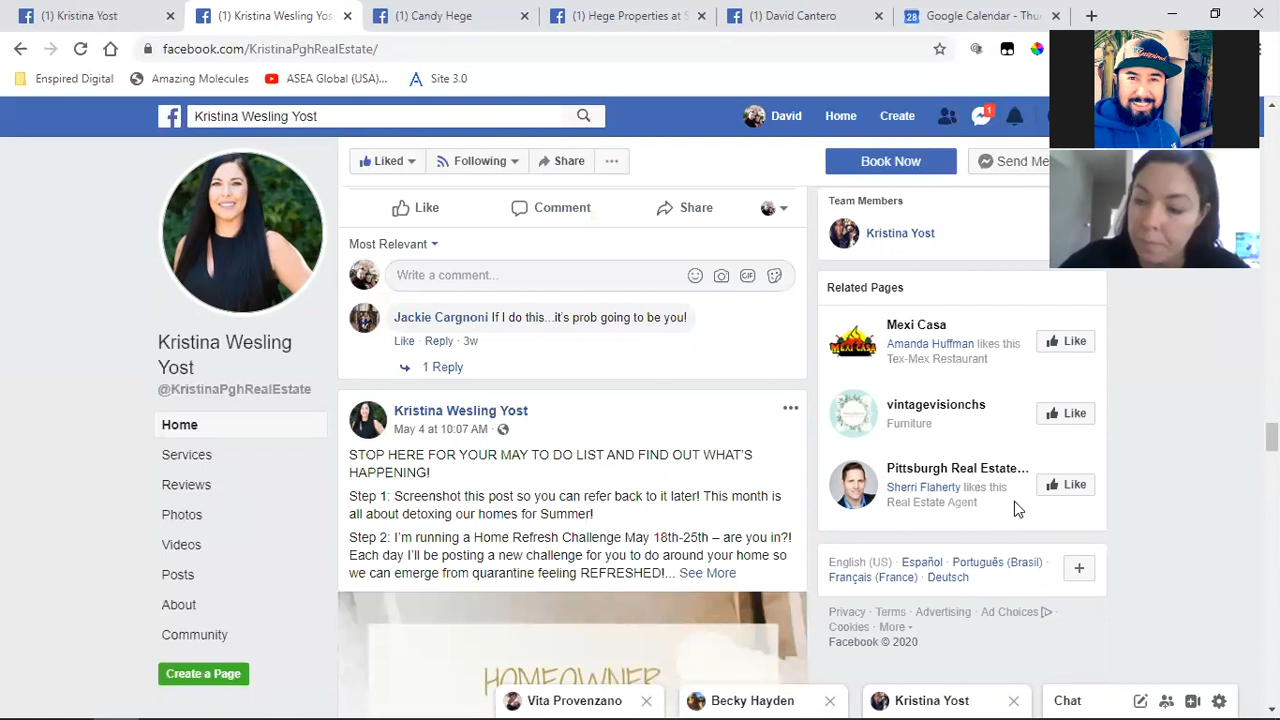 (1) Kristina Yost
(1) Kristina Wesling Yos
(1) Candy Hege
(1) Hege Properties at S
(1) David Cantero
28 Google Calendar - Thu
facebook.com/KristinaPghRealEstate/
Enspired Digital
Amazing Molecules
ASEA Global (USA)...
Site 3.0
Kristina Wesling Yost
David
Home
Create
1
Liked
Following
Share
Book Now
Send Me
Like
Comment
Share
Most Relevant
Write a comment...
GIF
Jackie Cargnoni If I do this...it's prob going to be you!
Like · Reply · 3w
1 Reply
Kristina Wesling Yost
@KristinaPghRealEstate
Home
Services
Reviews
Photos
Videos
Posts
About
Community
Create a Page
Kristina Wesling Yost
May 4 at 10:07 AM ·
STOP HERE FOR YOUR MAY TO DO LIST AND FIND OUT WHAT'S
HAPPENING!
Step 1: Screenshot this post so you can refer back to it later! This month is
all about detoxing our homes for Summer!
Step 2: I'm running a Home Refresh Challenge May 18th-25th – are you in?!
Each day I'll be posting a new challenge for you to do around your home so
we can emerge from quarantine feeling REFRESHED!... See More
HOMEOWNER
Team Members
Kristina Yost
Related Pages
Mexi Casa
Amanda Huffman likes this
Tex-Mex Restaurant
Like
vintagevisionchs
Furniture
Like
Pittsburgh Real Estate...
Sherri Flaherty likes this
Real Estate Agent
Like
English (US) · Español · Português (Brasil) ·
Français (France) · Deutsch
Privacy · Terms · Advertising · Ad Choices ·
Cookies · More
Facebook © 2020
Vita Provenzano
Becky Hayden
Kristina Yost
Chat